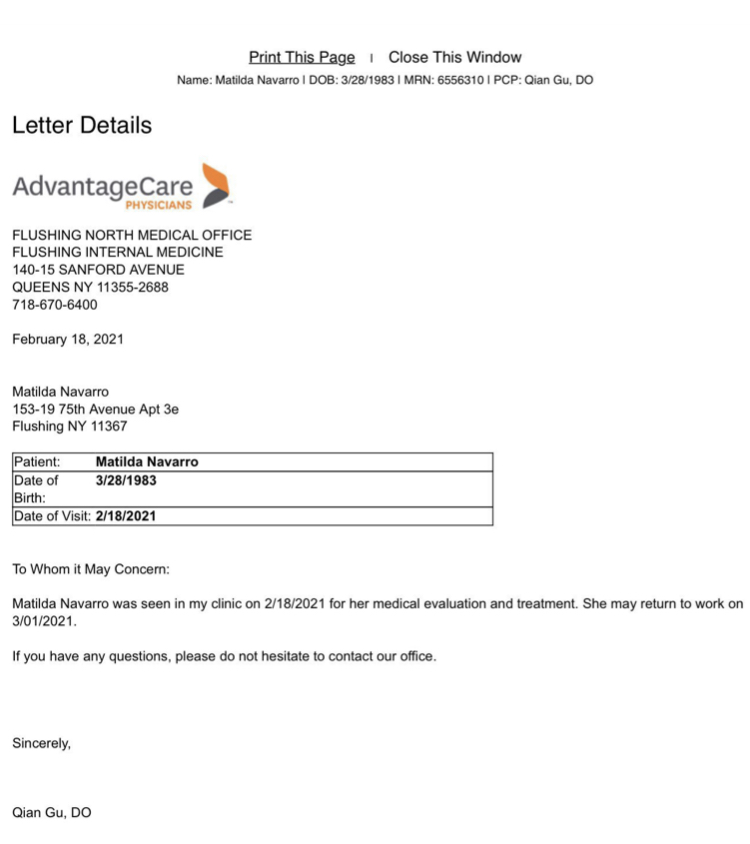 Print This Page | Close This Window
Name: Matilda Navarro | DOB: 3/28/1983 | MRN: 6556310 | PCP: Qian Gu, DO
Letter Details
AdvantageCare
PHYSICIANS
FLUSHING NORTH MEDICAL OFFICE
FLUSHING INTERNAL MEDICINE
140-15 SANFORD AVENUE
QUEENS NY 11355-2688
718-670-6400
February 18, 2021
Matilda Navarro
153-19 75th Avenue Apt 3e
Flushing NY 11367
Patient: Matilda Navarro
Date of 3/28/1983
Birth:
Date of Visit: 2/18/2021
To Whom it May Concern:
Matilda Navarro was seen in my clinic on 2/18/2021 for her medical evaluation and treatment. She may return to work on
3/01/2021.
If you have any questions, please do not hesitate to contact our office.
Sincerely,
Qian Gu, DO